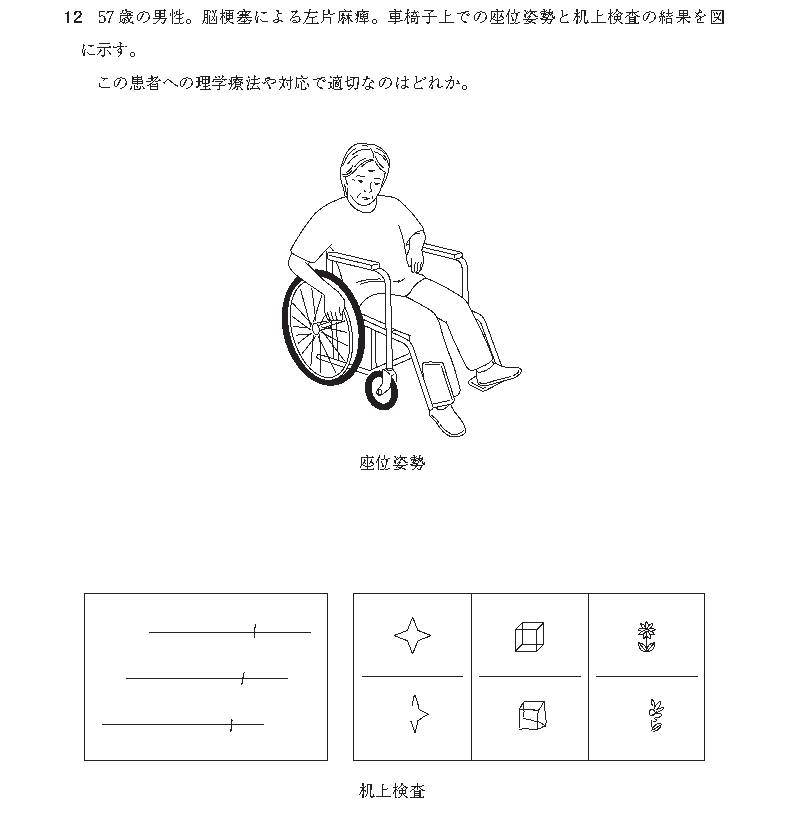 12 57歳の男性。脳梗塞による左片麻痺。車椅子上での座位姿勢と机上検査の結果を図
に示す。
この患者への理学療法や対応で適切なのはどれか。
座位姿勢
机上検査